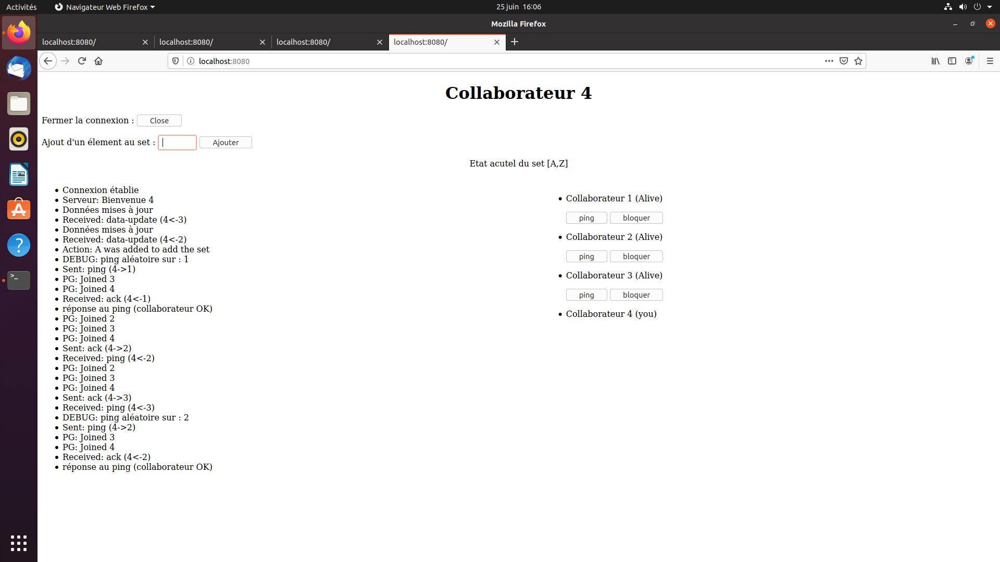 Activités
Navigateur Web Firefox
25 juin 16:06
Mozilla Firefox
localhost:8080/
localhost:8080/
localhost:8080/
localhost:8080/
localhost:8080
Collaborateur 4
Fermer la connexion : Close
Ajout d'un élement au set : Ajouter
Etat acutel du set [A,Z]
Connexion établie
Serveur: Bienvenue 4
Données mises à jour
Received: data-update (4<-3)
Données mises à jour
Received: data-update (4<-2)
Action: A was added to add the set
DEBUG: ping aléatoire sur : 1
Sent: ping (4->1)
PG: Joined 3
PG: Joined 4
Received: ack (4<-1)
réponse au ping (collaborateur OK)
PG: Joined 2
PG: Joined 3
PG: Joined 4
Sent: ack (4->2)
Received: ping (4<-2)
PG: Joined 2
PG: Joined 3
PG: Joined 4
Sent: ack (4->3)
Received: ping (4<-3)
DEBUG: ping aléatoire sur : 2
Sent: ping (4->2)
PG: Joined 3
PG: Joined 4
Received: ack (4<-2)
réponse au ping (collaborateur OK)
Collaborateur 1 (Alive)
ping bloquer
Collaborateur 2 (Alive)
ping bloquer
Collaborateur 3 (Alive)
ping bloquer
Collaborateur 4 (you)